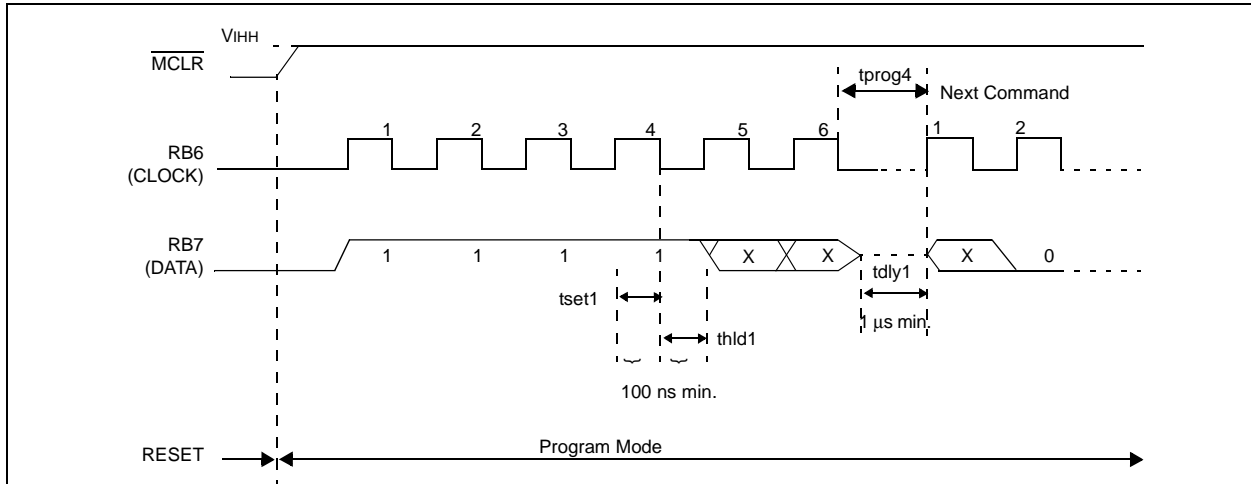 VIHH
MCLR
tprog4
Next Command
1 2 3 4 5 6 1 2
RB6
(CLOCK)
RB7
(DATA)
1 1 1 1 X X X 0
tset1
tdly1
thld1
1 µs min.
100 ns min.
RESET
Program Mode